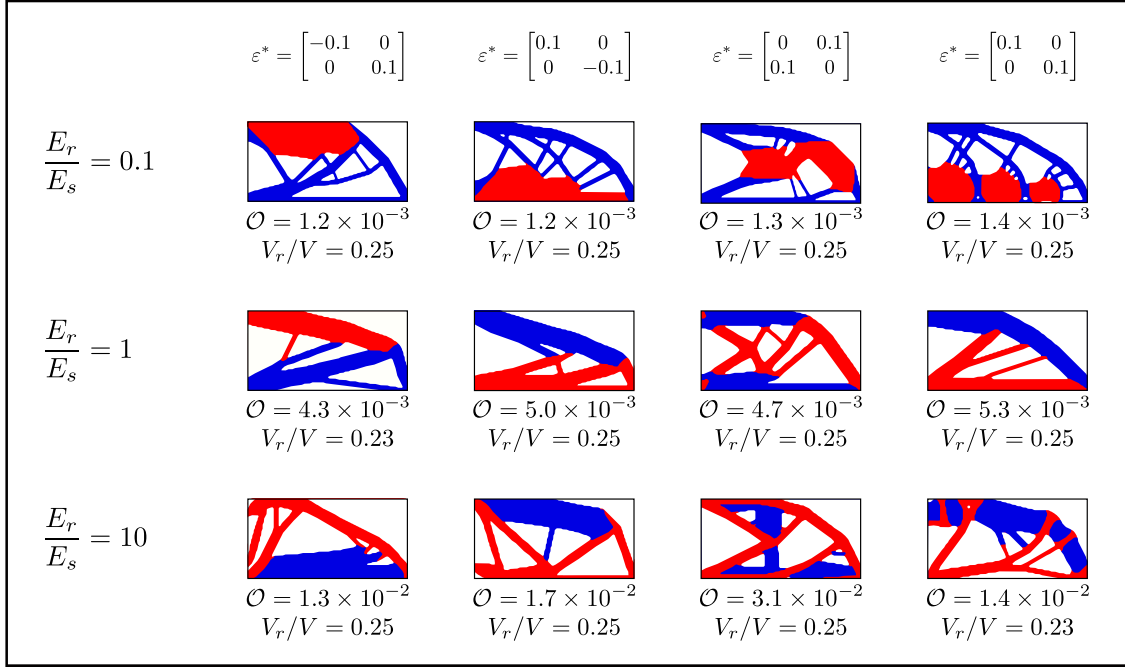 ε* = [−0.1 0; 0 0.1] ε* = [0.1 0; 0 −0.1] ε* = [0 0.1; 0.1 0] ε* = [0.1 0; 0 0.1]
E_r/E_s = 0.1
𝒪 = 1.2 × 10⁻³ 𝒪 = 1.2 × 10⁻³ 𝒪 = 1.3 × 10⁻³ 𝒪 = 1.4 × 10⁻³
V_r/V = 0.25 V_r/V = 0.25 V_r/V = 0.25 V_r/V = 0.25
E_r/E_s = 1
𝒪 = 4.3 × 10⁻³ 𝒪 = 5.0 × 10⁻³ 𝒪 = 4.7 × 10⁻³ 𝒪 = 5.3 × 10⁻³
V_r/V = 0.23 V_r/V = 0.25 V_r/V = 0.25 V_r/V = 0.25
E_r/E_s = 10
𝒪 = 1.3 × 10⁻² 𝒪 = 1.7 × 10⁻² 𝒪 = 3.1 × 10⁻² 𝒪 = 1.4 × 10⁻²
V_r/V = 0.25 V_r/V = 0.25 V_r/V = 0.25 V_r/V = 0.23